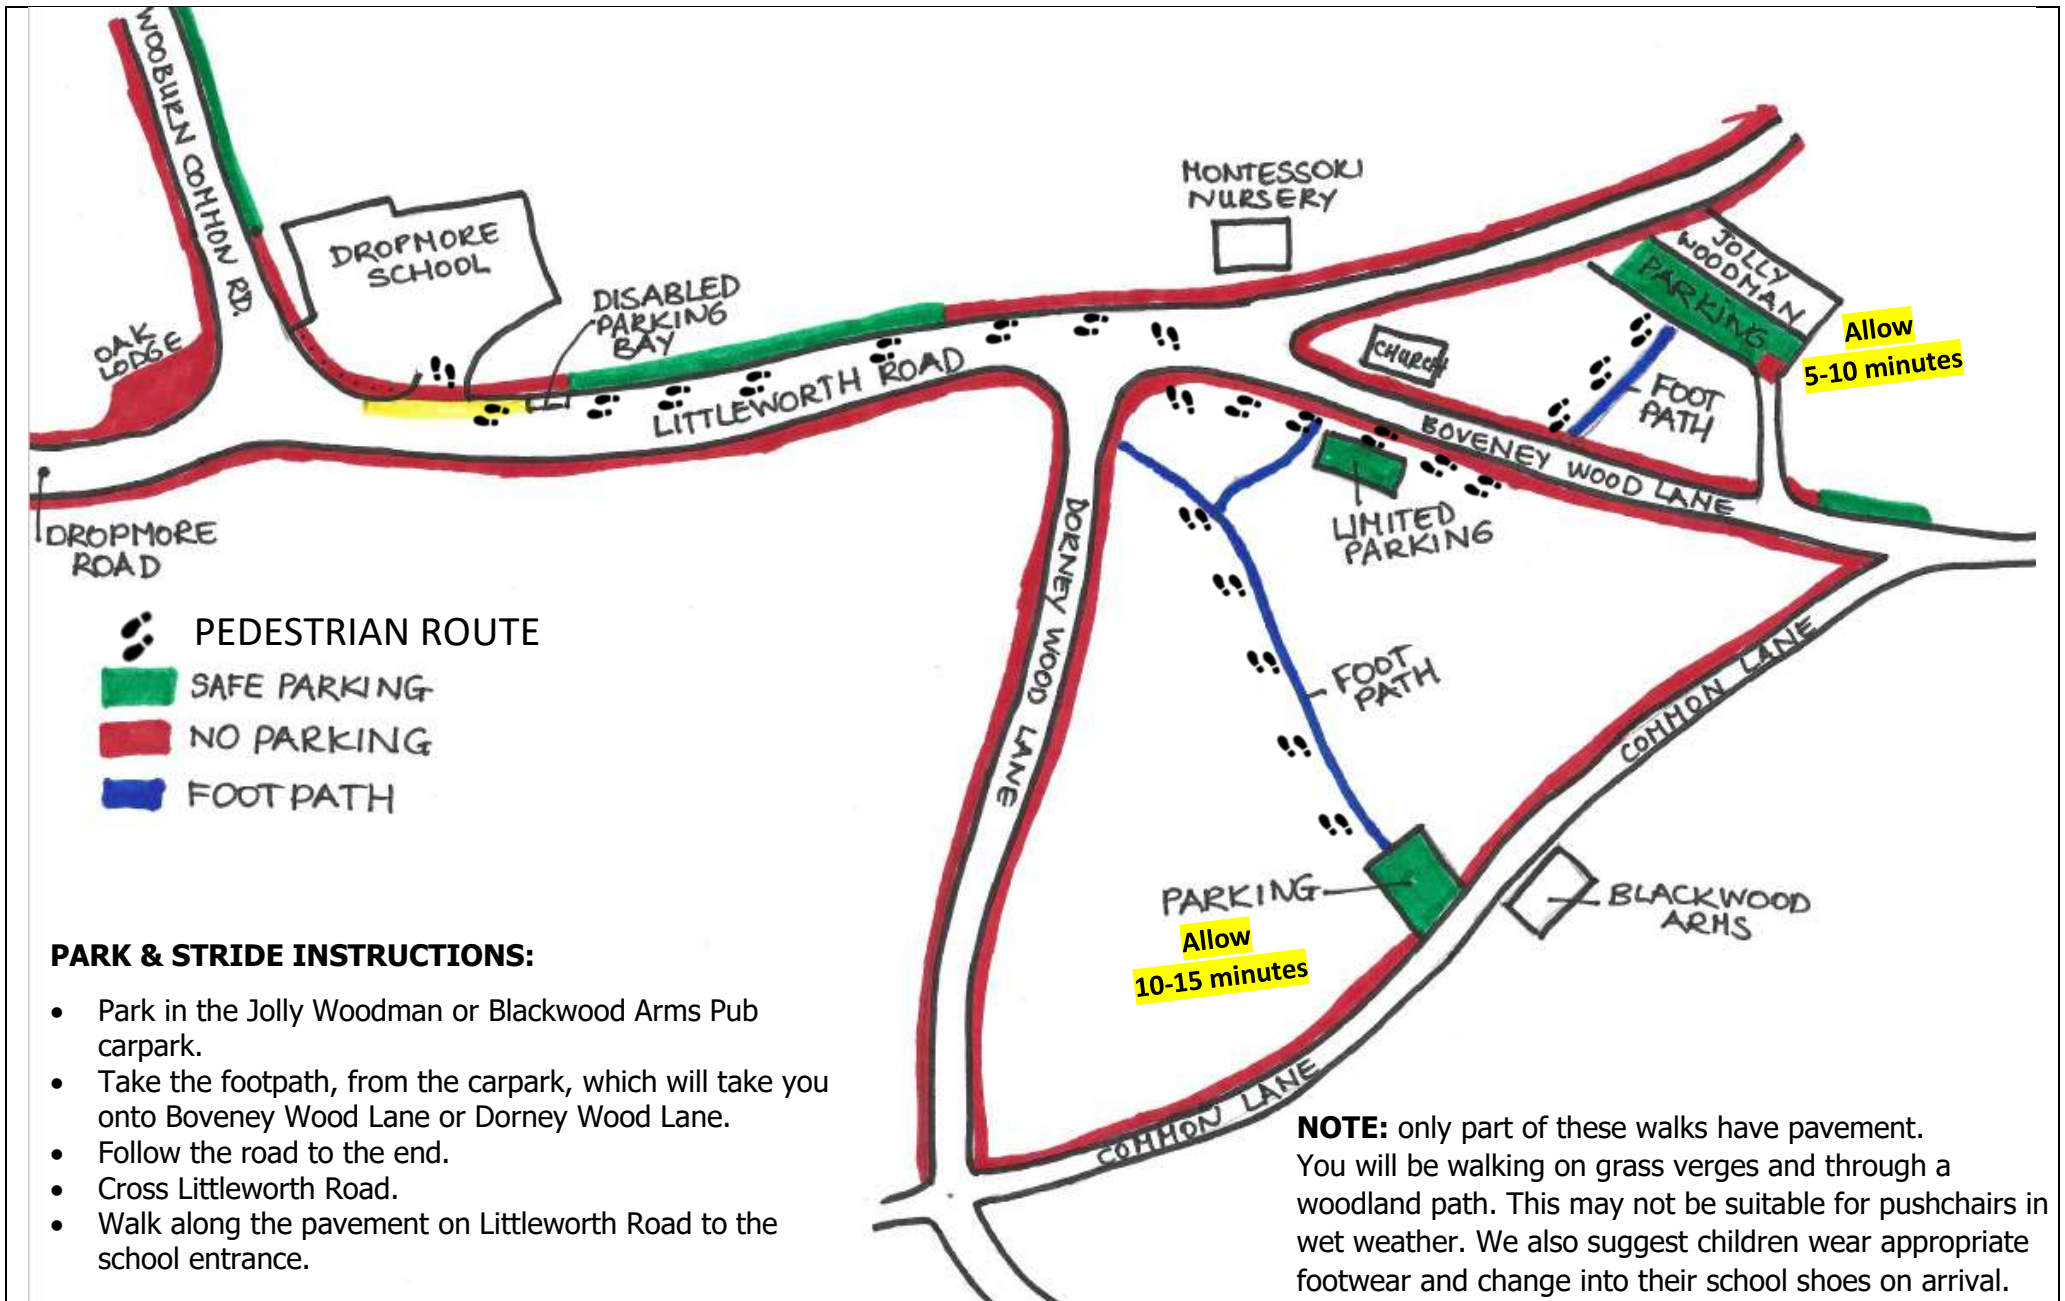 WOOBURN COMMON RD.
DROPMORE
SCHOOL
OAK
LODGE
DISABLED
PARKING
BAY
MONTESSORI
NURSERY
JOLLY
WOODMAN
PARKING
Allow
5-10 minutes
CHURCH
FOOT
PATH
LITTLEWORTH ROAD
BOVENEY WOOD LANE
LIMITED
PARKING
DROPMORE
ROAD
DORNEY WOOD LANE
PEDESTRIAN ROUTE
SAFE PARKING
NO PARKING
FOOTPATH
FOOT
PATH
COMMON LANE
PARKING
Allow
10-15 minutes
BLACKWOOD
ARMS
COMMON LANE
PARK & STRIDE INSTRUCTIONS:
• Park in the Jolly Woodman or Blackwood Arms Pub
carpark.
• Take the footpath, from the carpark, which will take you
onto Boveney Wood Lane or Dorney Wood Lane.
• Follow the road to the end.
• Cross Littleworth Road.
• Walk along the pavement on Littleworth Road to the
school entrance.
NOTE: only part of these walks have pavement.
You will be walking on grass verges and through a
woodland path. This may not be suitable for pushchairs in
wet weather. We also suggest children wear appropriate
footwear and change into their school shoes on arrival.